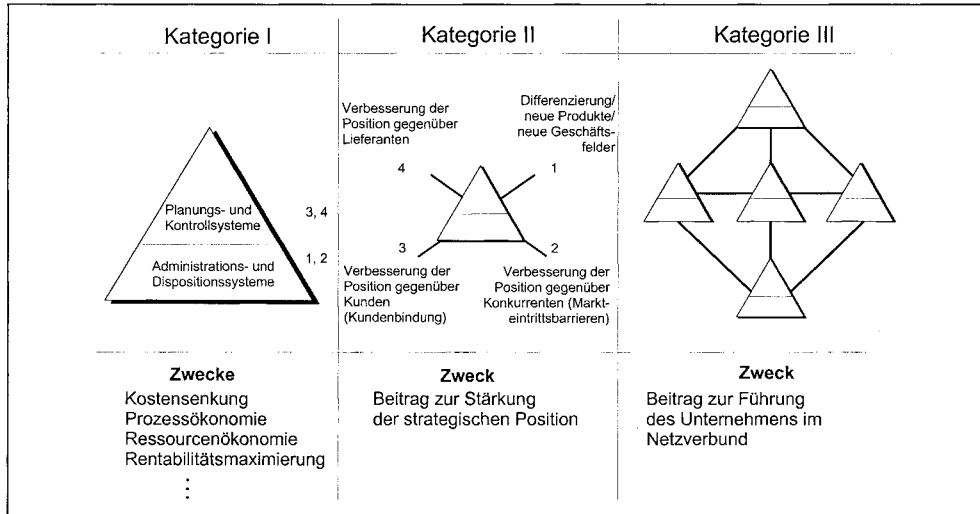 Kategorie I
Kategorie II
Kategorie III
Planungs- und
Kontrollsysteme
3, 4
Administrations- und
Dispositionssysteme
1, 2
Verbesserung der
Position gegenüber
Lieferanten
4
Differenzierung/
neue Produkte/
neue Geschäfts-
felder
1
3
Verbesserung der
Position gegenüber
Kunden
(Kundenbindung)
2
Verbesserung der
Position gegenüber
Konkurrenten (Markt-
eintrittsbarrieren)
Zwecke
Kostensenkung
Prozessökonomie
Ressourcenökonomie
Rentabilitätsmaximierung
⋮
Zweck
Beitrag zur Stärkung
der strategischen Position
Zweck
Beitrag zur Führung
des Unternehmens im
Netzverbund